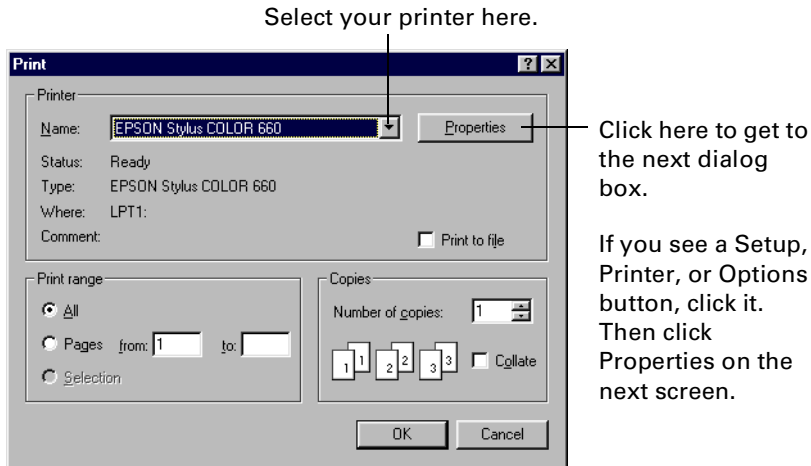 Select your printer here.
Print
Printer
Name: EPSON Stylus COLOR 660 Properties
Status: Ready
Type: EPSON Stylus COLOR 660
Where: LPT1:
Comment: Print to file
Click here to get to
the next dialog
box.
If you see a Setup,
Printer, or Options
button, click it.
Then click
Properties on the
next screen.
Print range
All
Pages from: 1 to:
Selection
Copies
Number of copies: 1
1 1 2 2 3 3 Collate
OK Cancel